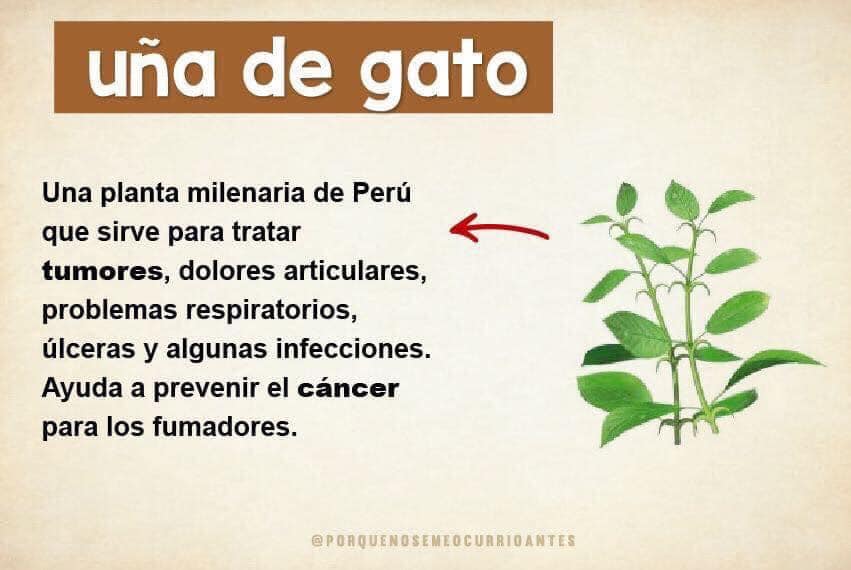 uña de gato
Una planta milenaria de Perú
que sirve para tratar
tumores, dolores articulares,
problemas respiratorios,
úlceras y algunas infecciones.
Ayuda a prevenir el cáncer
para los fumadores.
@PORQUENOSEMEOCURRIOANTES